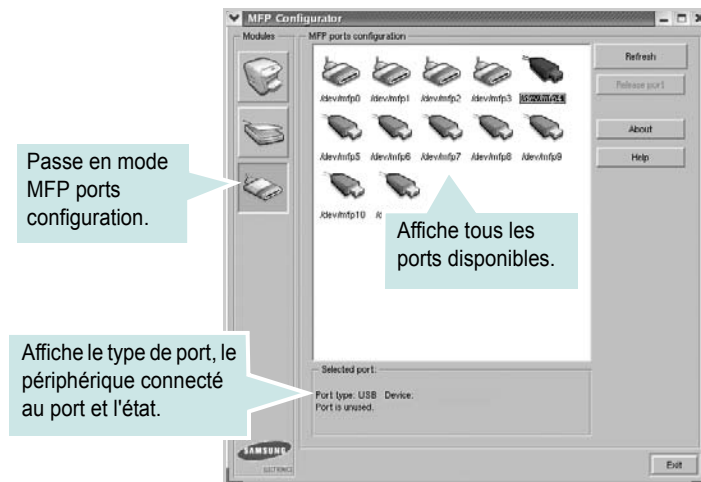 MFP Configurator
Modules
MFP ports configuration
Refresh
Release port
About
Help
/dev/mfp0 /dev/mfp1 /dev/mfp2 /dev/mfp3
/dev/mfp5 /dev/mfp6 /dev/mfp7 /dev/mfp8 /dev/mfp9
/dev/mfp10
Passe en mode
MFP ports
configuration.
Affiche tous les
ports disponibles.
Affiche le type de port, le
périphérique connecté
au port et l'état.
Selected port:
Port type: USB Device:
Port is unused.
SAMSUNG
ELECTRONICS
Exit